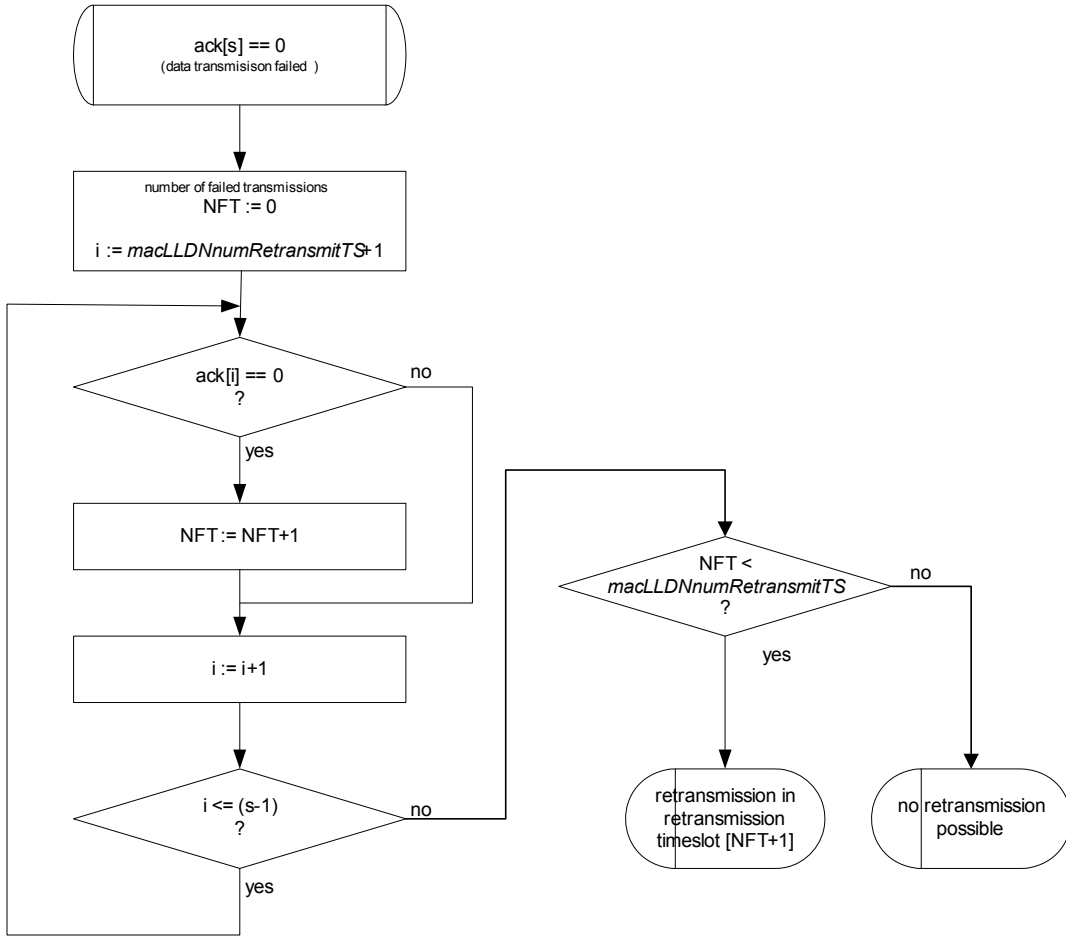 ack[s] == 0
(data transmisison failed )
number of failed transmissions
NFT := 0
i := macLLDNnumRetransmitTS+1
ack[i] == 0
?
no
yes
NFT := NFT+1
i := i+1
i <= (s-1)
?
no
yes
NFT <
macLLDNnumRetransmitTS
?
no
yes
retransmission in
retransmission
timeslot [NFT+1]
no retransmission
possible